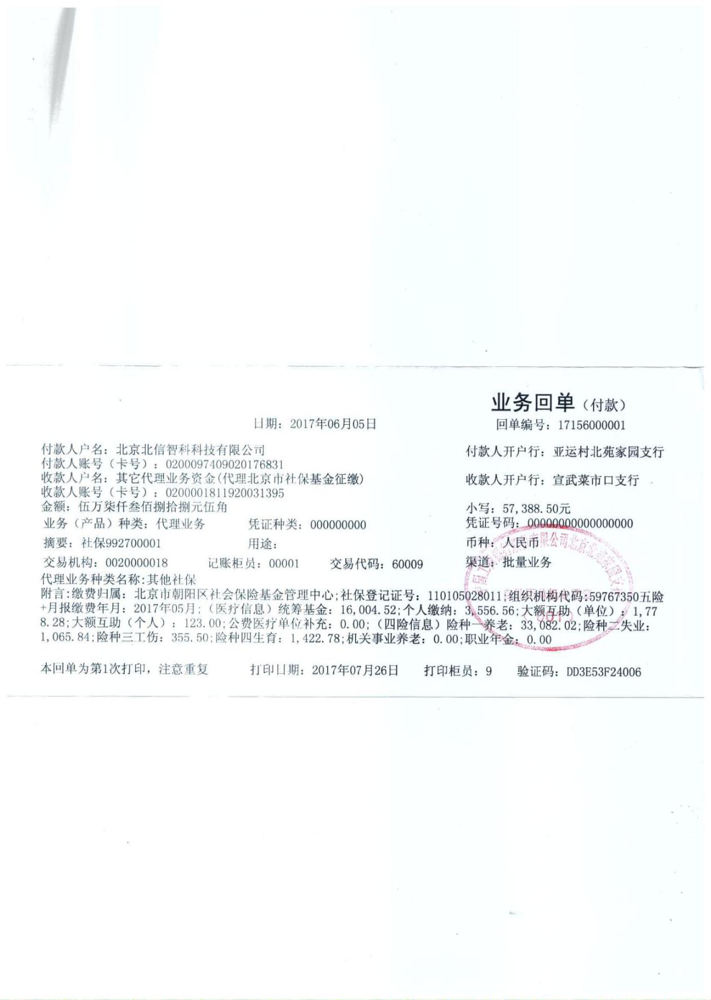 业务回单（付款）
日期：2017年06月05日 回单编号：17156000001
付款人户名：北京北信智科科技有限公司 付款人开户行：亚运村北苑家园支行
付款人账号（卡号）：0200097409020176831
收款人户名：其它代理业务资金(代理北京市社保基金征缴) 收款人开户行：宣武菜市口支行
收款人账号（卡号）：0200001811920031395
金额：伍万柒仟叁佰捌拾捌元伍角 小写：57,388.50元
业务（产品）种类：代理业务 凭证种类：000000000 凭证号码：00000000000000000
摘要：社保992700001 用途： 币种：人民币
交易机构：0020000018 记账柜员：00001 交易代码：60009 渠道：批量业务
代理业务种类名称:其他社保
附言:缴费归属：北京市朝阳区社会保险基金管理中心;社保登记证号：110105028011;组织机构代码:59767350五险
+月报缴费年月：2017年05月;（医疗信息）统筹基金：16,004.52;个人缴纳：3,556.56;大额互助（单位）：1,77
8.28;大额互助（个人）：123.00;公费医疗单位补充：0.00;（四险信息）险种一养老：33,082.02;险种二失业：
1,065.84;险种三工伤：355.50;险种四生育：1,422.78;机关事业养老：0.00;职业年金：0.00
本回单为第1次打印，注意重复 打印日期：2017年07月26日 打印柜员：9 验证码：DD3E53F24006